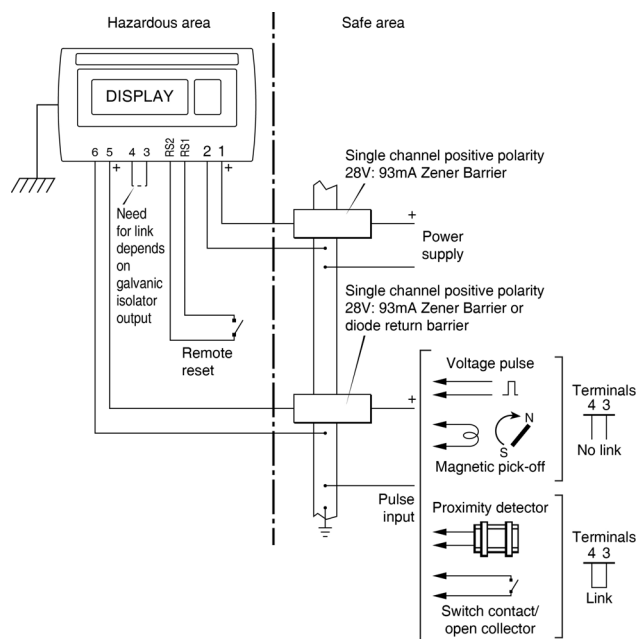 Hazardous area
Safe area
DISPLAY
6 5 4 3 RS2 RS1 2 1
+ +
Need
for link
depends
on
galvanic
isolator
output
Remote
reset
Single channel positive polarity
28V: 93mA Zener Barrier
+
Power
supply
Single channel positive polarity
28V: 93mA Zener Barrier or
diode return barrier
+
Pulse
input
Voltage pulse
N
S
Magnetic pick-off
Terminals
4 3
No link
Proximity detector
Switch contact/
open collector
Terminals
4 3
Link